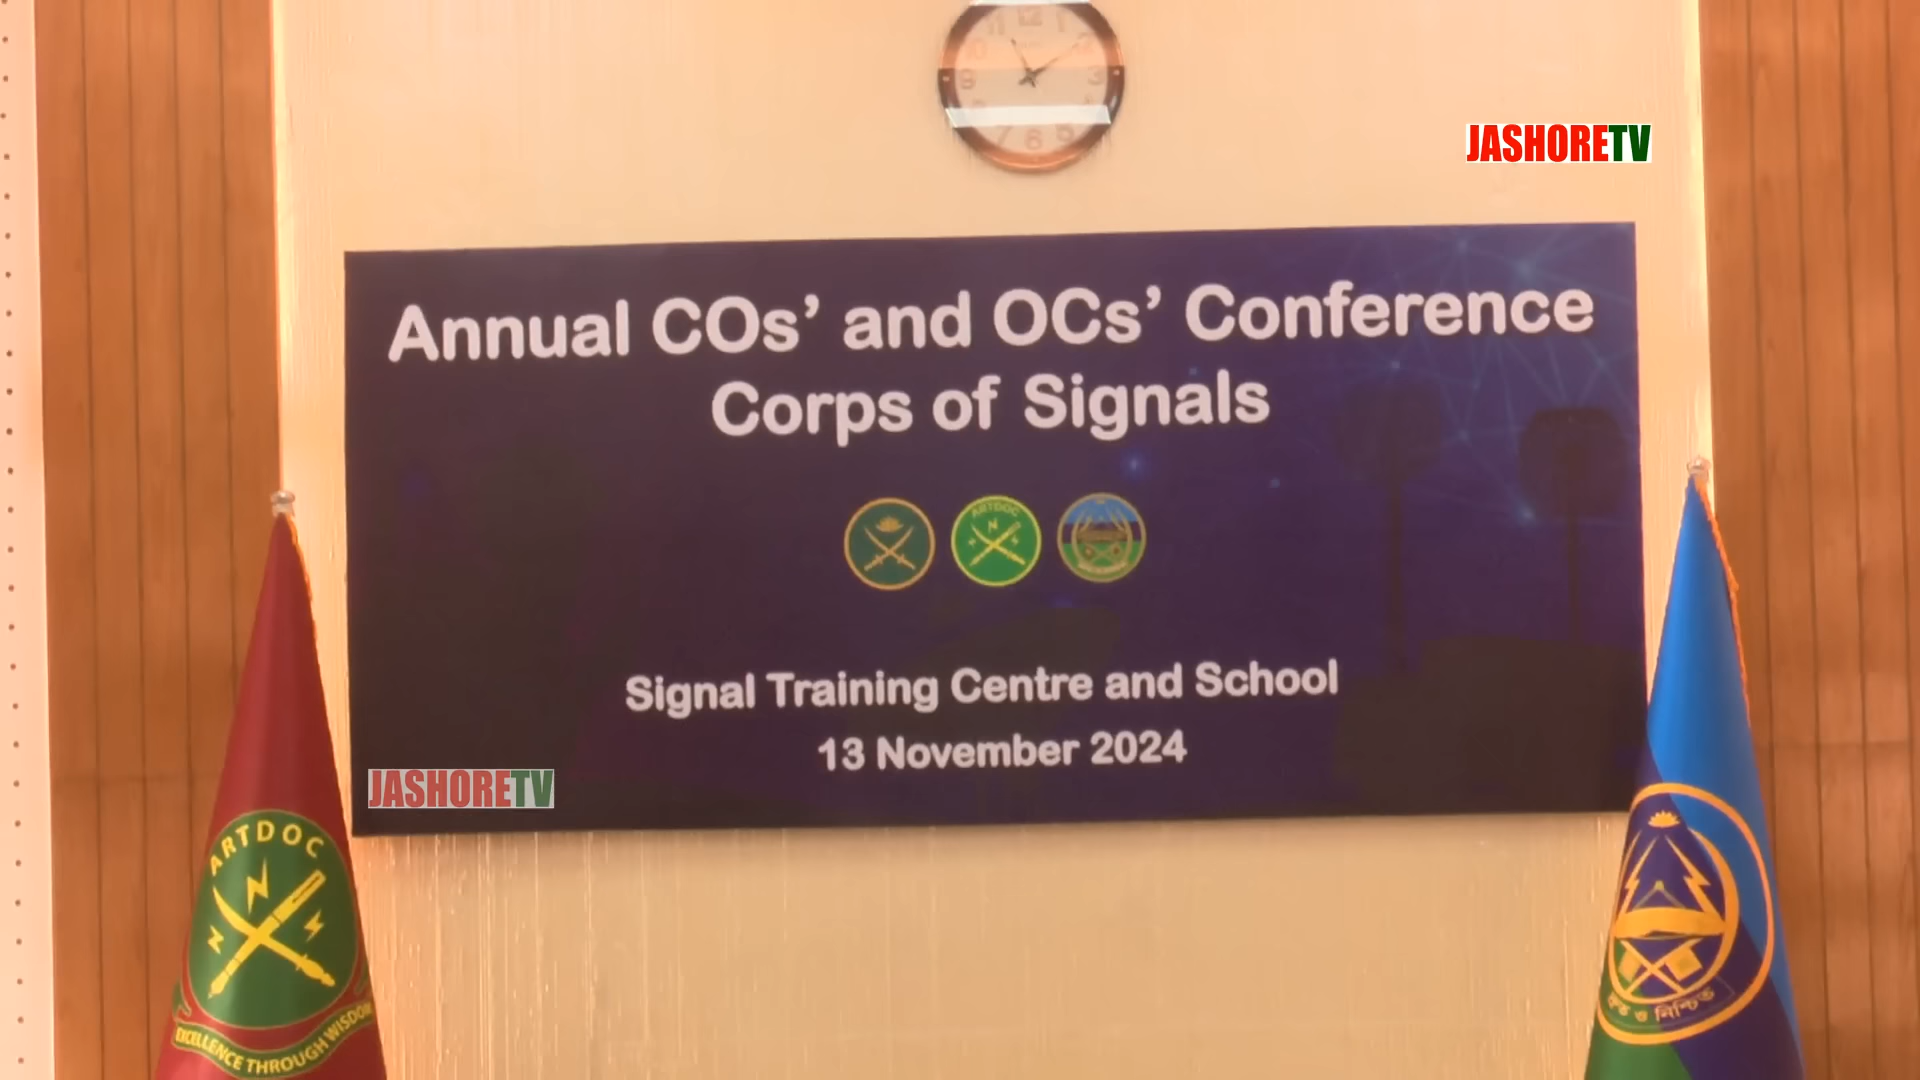 JASHORETV
Annual COs’ and OCs’ Conference
Corps of Signals
ARTDOC
Signal Training Centre and School
13 November 2024
JASHORETV
ARTDOC
EXCELLENCE THROUGH WISDOM
দ্রুত ও নিশ্চিত